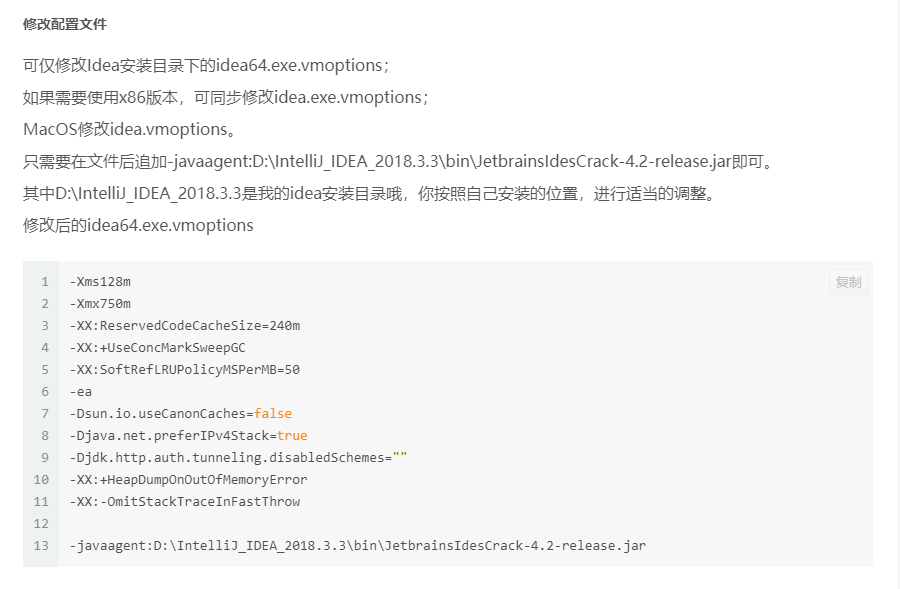 修改配置文件
可仅修改Idea安装目录下的idea64.exe.vmoptions；
如果需要使用x86版本，可同步修改idea.exe.vmoptions；
MacOS修改idea.vmoptions。
只需要在文件后追加-javaagent:D:\IntelliJ_IDEA_2018.3.3\bin\JetbrainsIdesCrack-4.2-release.jar即可。
其中D:\IntelliJ_IDEA_2018.3.3是我的idea安装目录哦，你按照自己安装的位置，进行适当的调整。
修改后的idea64.exe.vmoptions
复制
1 -Xms128m
2 -Xmx750m
3 -XX:ReservedCodeCacheSize=240m
4 -XX:+UseConcMarkSweepGC
5 -XX:SoftRefLRUPolicyMSPerMB=50
6 -ea
7 -Dsun.io.useCanonCaches=false
8 -Djava.net.preferIPv4Stack=true
9 -Djdk.http.auth.tunneling.disabledSchemes=""
10 -XX:+HeapDumpOnOutOfMemoryError
11 -XX:-OmitStackTraceInFastThrow
12
13 -javaagent:D:\IntelliJ_IDEA_2018.3.3\bin\JetbrainsIdesCrack-4.2-release.jar